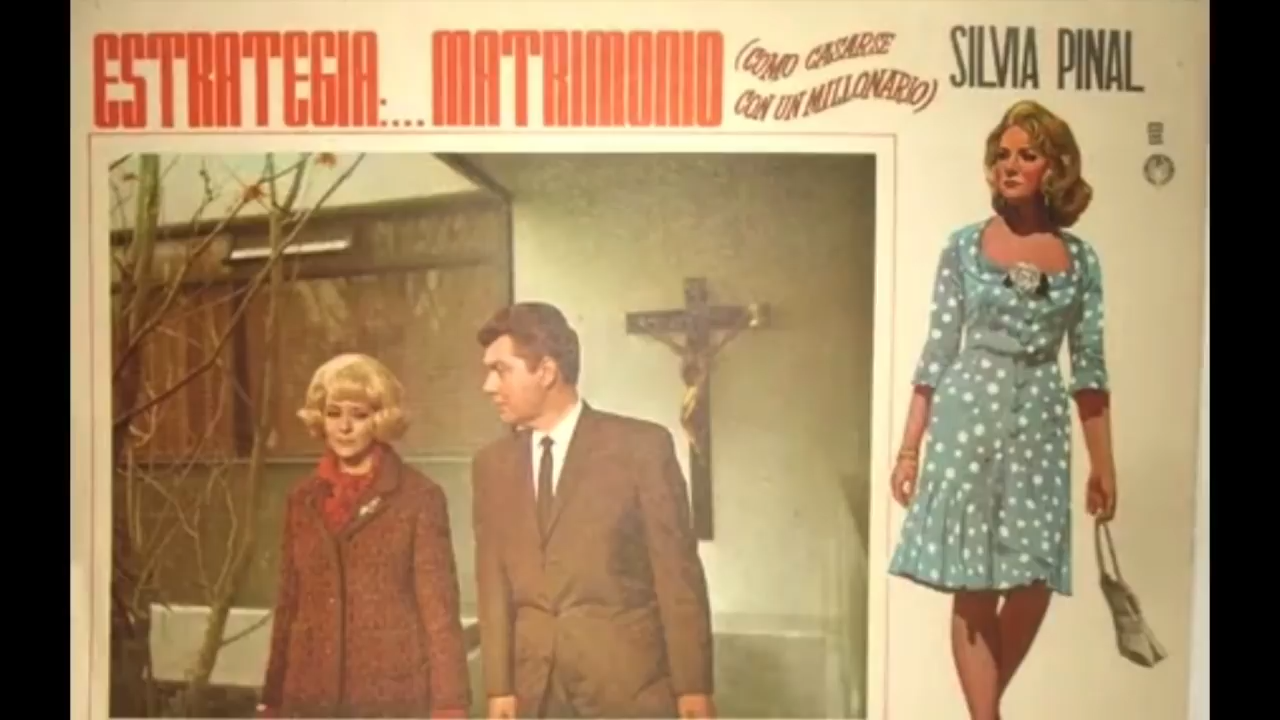 ESTRATEGIA:....MATRIMONIO
(COMO CASARSE
CON UN MILLONARIO)
SILVIA PINAL